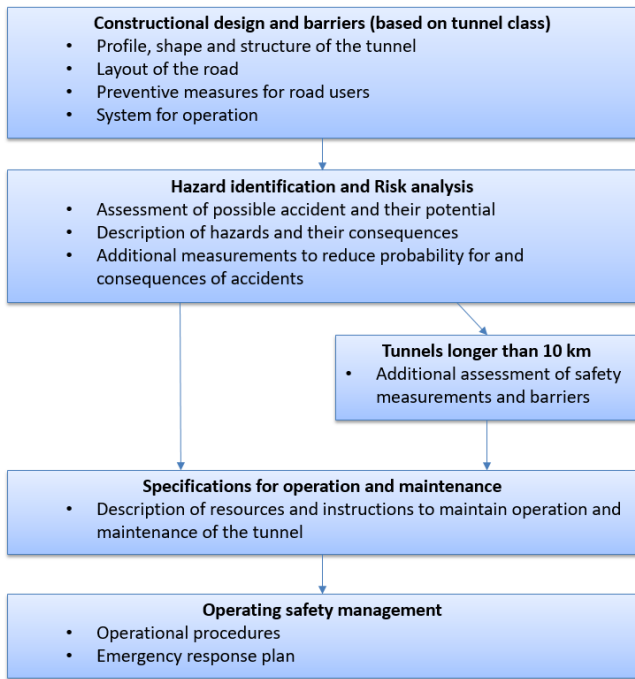 Constructional design and barriers (based on tunnel class)
• Profile, shape and structure of the tunnel
• Layout of the road
• Preventive measures for road users
• System for operation
Hazard identification and Risk analysis
• Assessment of possible accident and their potential
• Description of hazards and their consequences
• Additional measurements to reduce probability for and
consequences of accidents
Tunnels longer than 10 km
• Additional assessment of safety
measurements and barriers
Specifications for operation and maintenance
• Description of resources and instructions to maintain operation and
maintenance of the tunnel
Operating safety management
• Operational procedures
• Emergency response plan